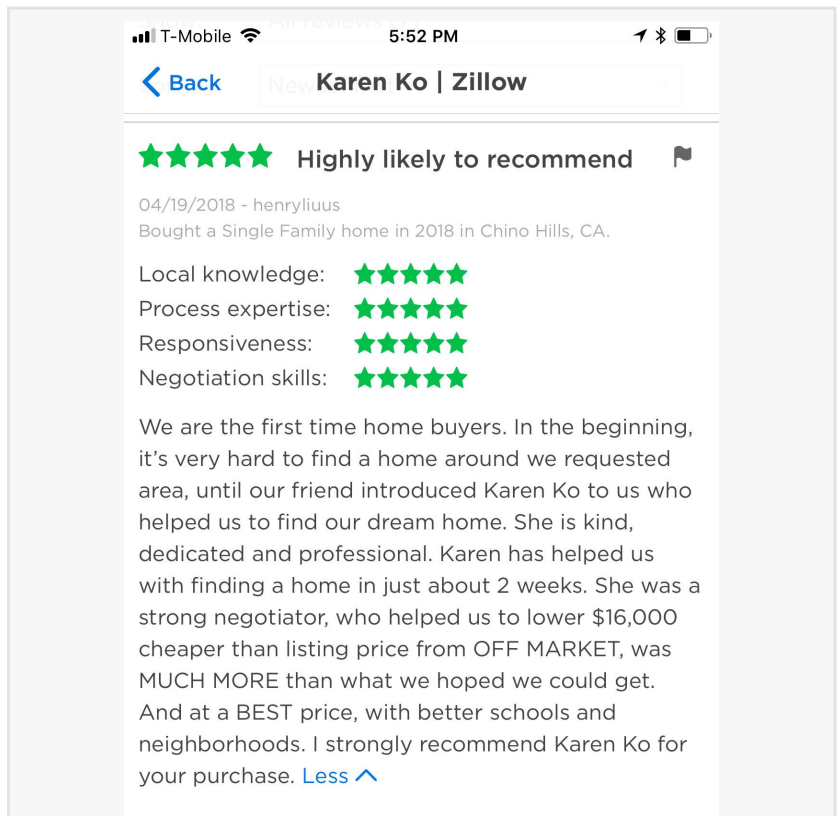 T-Mobile 5:52 PM
Back Karen Ko | Zillow
Highly likely to recommend
04/19/2018 - henryliuus
Bought a Single Family home in 2018 in Chino Hills, CA.
Local knowledge:
Process expertise:
Responsiveness:
Negotiation skills:
We are the first time home buyers. In the beginning,
it’s very hard to find a home around we requested
area, until our friend introduced Karen Ko to us who
helped us to find our dream home. She is kind,
dedicated and professional. Karen has helped us
with finding a home in just about 2 weeks. She was a
strong negotiator, who helped us to lower $16,000
cheaper than listing price from OFF MARKET, was
MUCH MORE than what we hoped we could get.
And at a BEST price, with better schools and
neighborhoods. I strongly recommend Karen Ko for
your purchase. Less